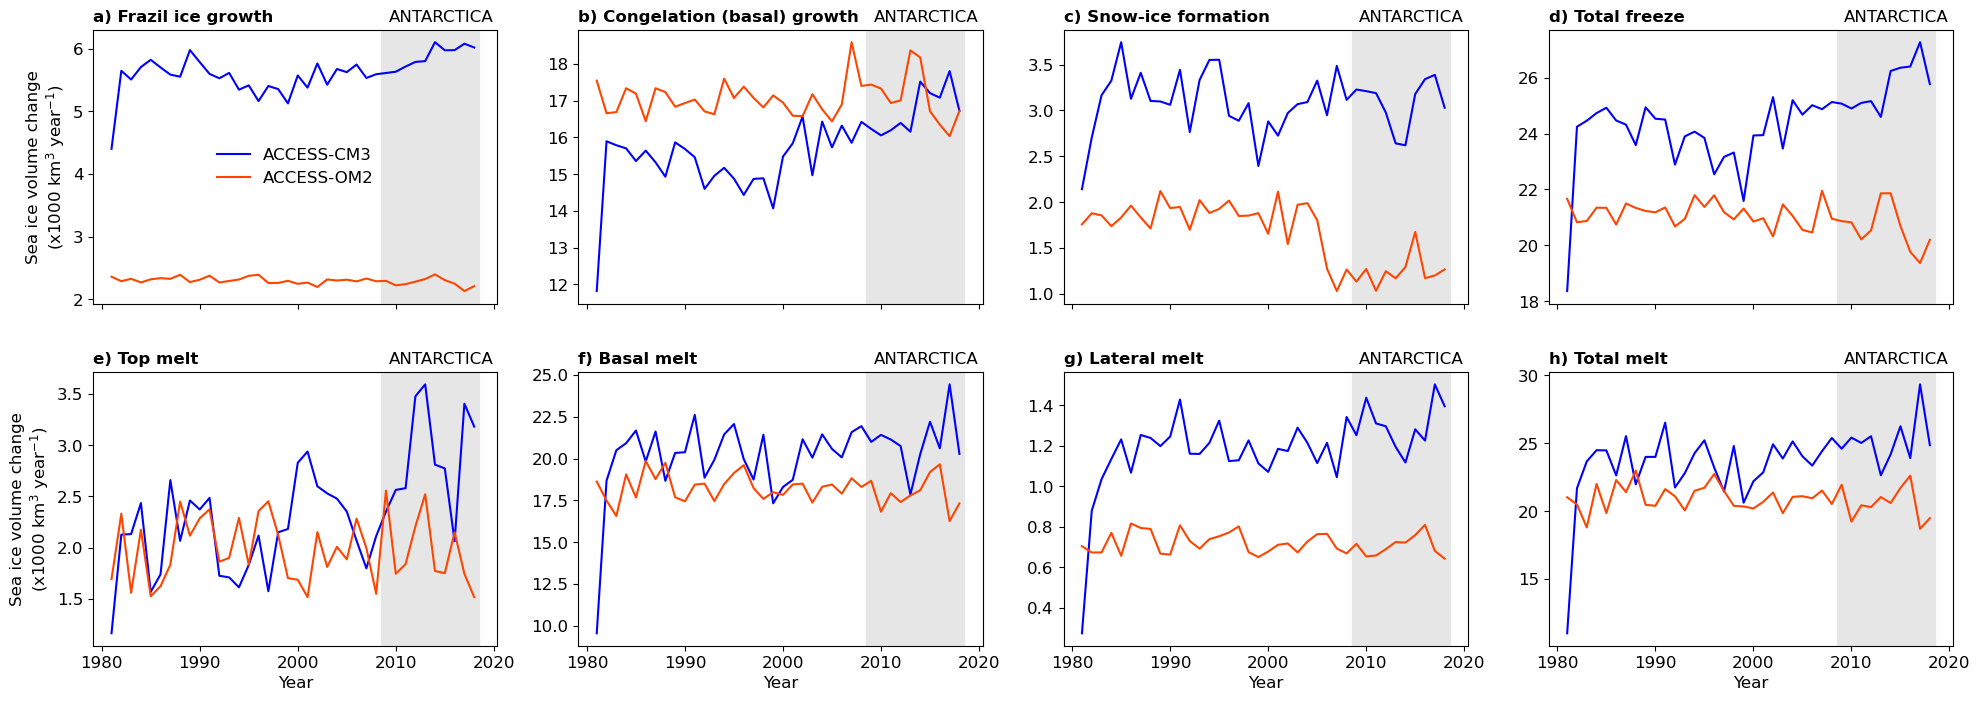 a) Frazil ice growth ANTARCTICA
b) Congelation (basal) growth ANTARCTICA
c) Snow-ice formation ANTARCTICA
d) Total freeze ANTARCTICA
Sea ice volume change
(x1000 km³ year⁻¹)
6
5
4
3
2
ACCESS-CM3
ACCESS-OM2
18
17
16
15
14
13
12
3.5
3.0
2.5
2.0
1.5
1.0
26
24
22
20
18
e) Top melt ANTARCTICA
f) Basal melt ANTARCTICA
g) Lateral melt ANTARCTICA
h) Total melt ANTARCTICA
Sea ice volume change
(x1000 km³ year⁻¹)
3.5
3.0
2.5
2.0
1.5
1980 1990 2000 2010 2020
Year
25.0
22.5
20.0
17.5
15.0
12.5
10.0
1980 1990 2000 2010 2020
Year
1.4
1.2
1.0
0.8
0.6
0.4
1980 1990 2000 2010 2020
Year
30
25
20
15
1980 1990 2000 2010 2020
Year